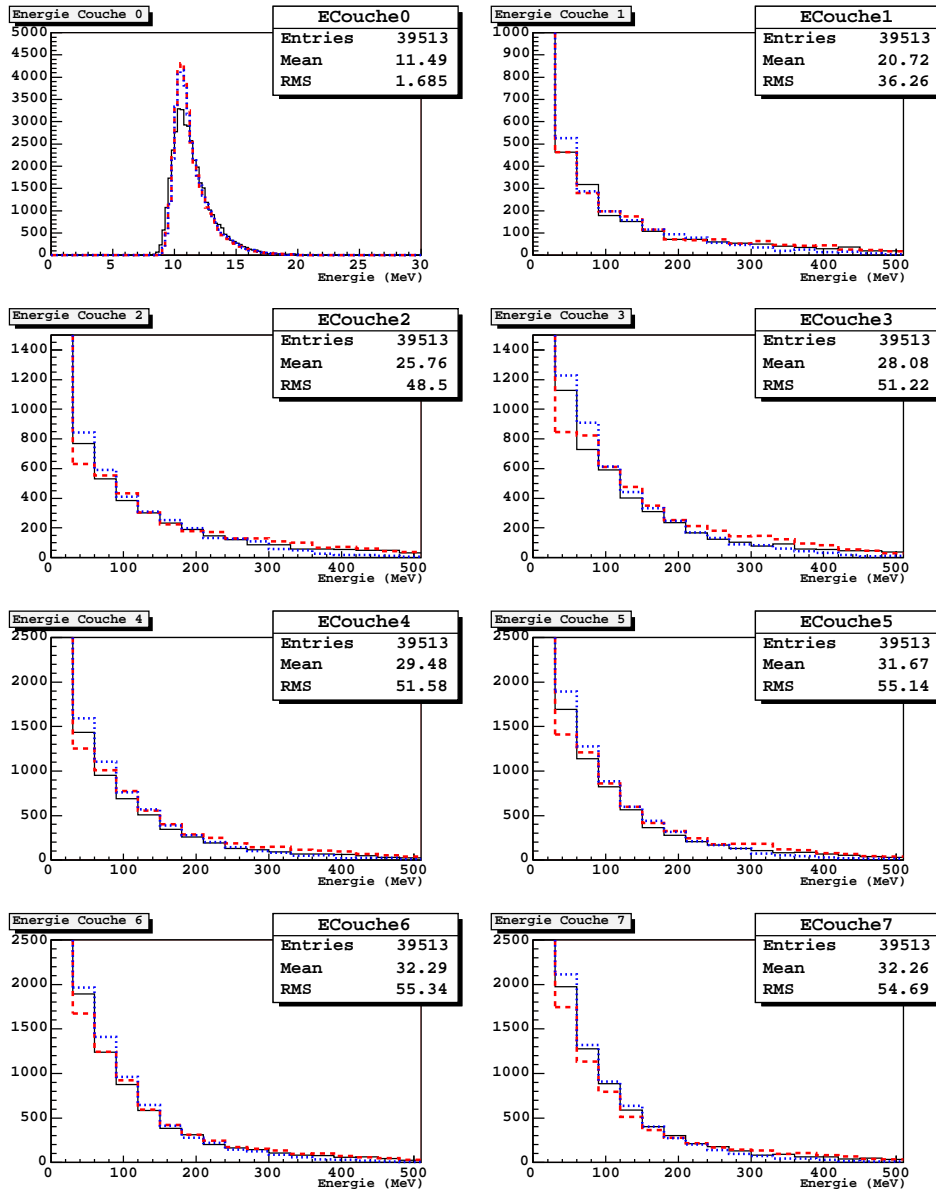 Energie Couche 0
ECouche0
Entries 39513
Mean 11.49
RMS 1.685
5000
4500
4000
3500
3000
2500
2000
1500
1000
500
0
0 5 10 15 20 25 30
Energie (MeV)
Energie Couche 1
ECouche1
Entries 39513
Mean 20.72
RMS 36.26
1000
900
800
700
600
500
400
300
200
100
0
0 100 200 300 400 500
Energie (MeV)
Energie Couche 2
ECouche2
Entries 39513
Mean 25.76
RMS 48.5
1400
1200
1000
800
600
400
200
0
0 100 200 300 400 500
Energie (MeV)
Energie Couche 3
ECouche3
Entries 39513
Mean 28.08
RMS 51.22
1400
1200
1000
800
600
400
200
0
0 100 200 300 400 500
Energie (MeV)
Energie Couche 4
ECouche4
Entries 39513
Mean 29.48
RMS 51.58
2500
2000
1500
1000
500
0
0 100 200 300 400 500
Energie (MeV)
Energie Couche 5
ECouche5
Entries 39513
Mean 31.67
RMS 55.14
2500
2000
1500
1000
500
0
0 100 200 300 400 500
Energie (MeV)
Energie Couche 6
ECouche6
Entries 39513
Mean 32.29
RMS 55.34
2500
2000
1500
1000
500
0
0 100 200 300 400 500
Energie (MeV)
Energie Couche 7
ECouche7
Entries 39513
Mean 32.26
RMS 54.69
2500
2000
1500
1000
500
0
0 100 200 300 400 500
Energie (MeV)